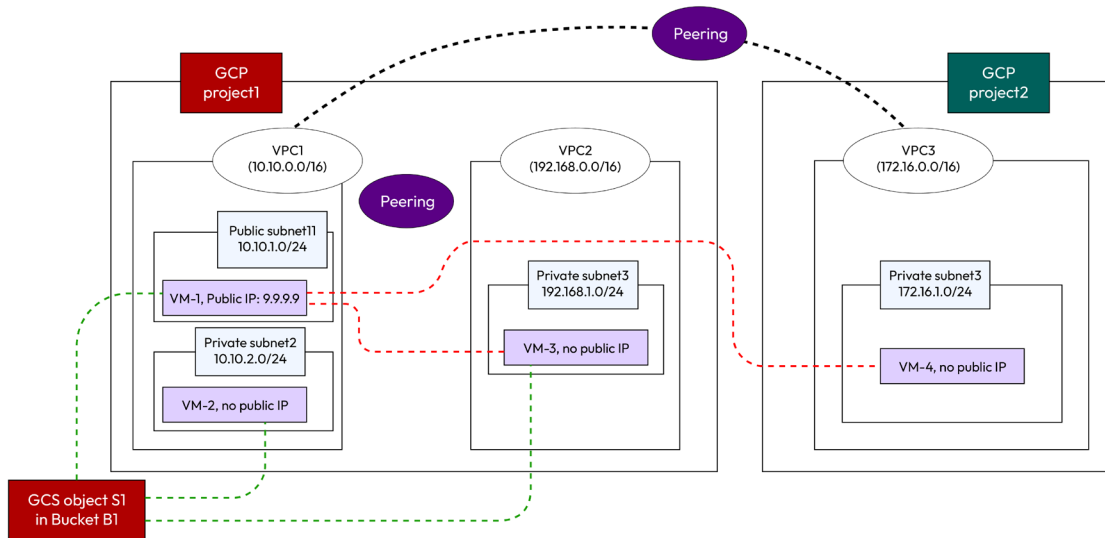 Peering
GCP
project1
GCP
project2
VPC1
(10.10.0.0/16)
VPC2
(192.168.0.0/16)
VPC3
(172.16.0.0/16)
Peering
Public subnet11
10.10.1.0/24
Private subnet3
192.168.1.0/24
Private subnet3
172.16.1.0/24
VM-1, Public IP: 9.9.9.9
Private subnet2
10.10.2.0/24
VM-3, no public IP
VM-4, no public IP
VM-2, no public IP
GCS object S1
in Bucket B1